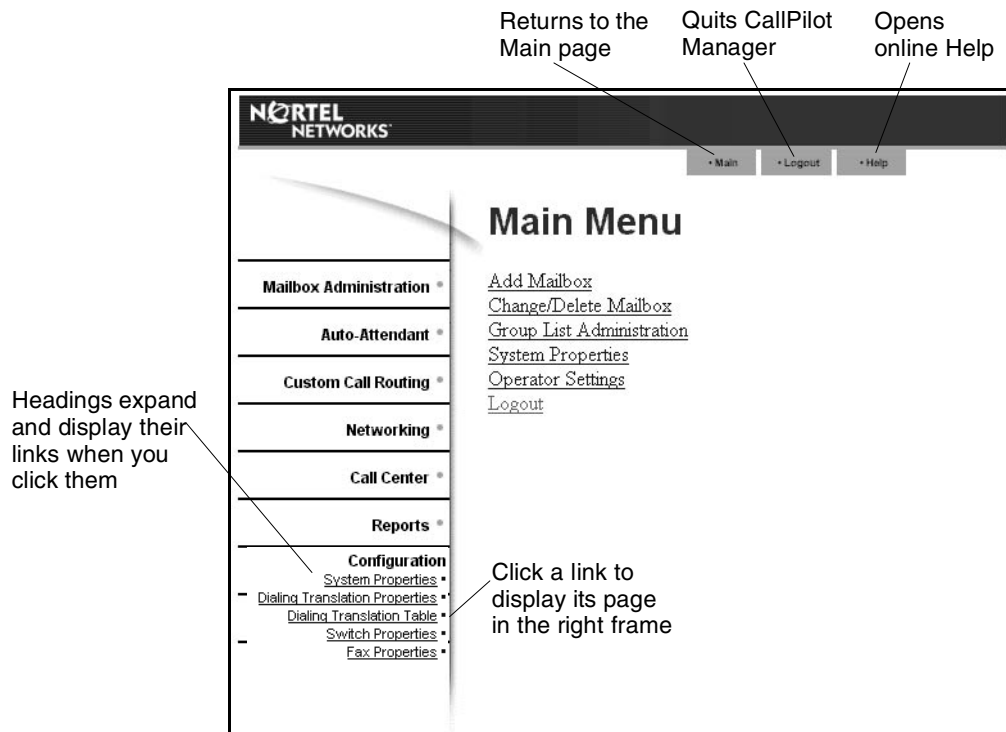 Returns to the
Main page
Quits CallPilot
Manager
Opens
online Help
NORTEL
NETWORKS
• Main
• Logout
• Help
Main Menu
Add Mailbox
Change/Delete Mailbox
Group List Administration
System Properties
Operator Settings
Logout
Mailbox Administration
Auto-Attendant
Custom Call Routing
Networking
Call Center
Reports
Configuration
System Properties
Dialing Translation Properties
Dialing Translation Table
Switch Properties
Fax Properties
Headings expand
and display their
links when you
click them
Click a link to
display its page
in the right frame